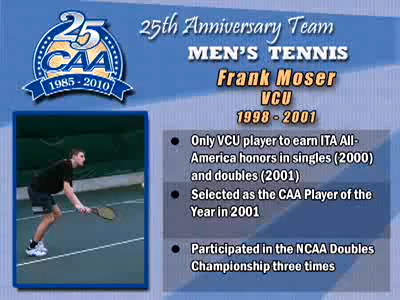 25
CAA
1985 - 2010
25th Anniversary Team
MEN'S TENNIS
Frank Moser
VCU
1998 - 2001
Only VCU player to earn ITA All-
America honors in singles (2000)
and doubles (2001)
Selected as the CAA Player of the
Year in 2001
Participated in the NCAA Doubles
Championship three times